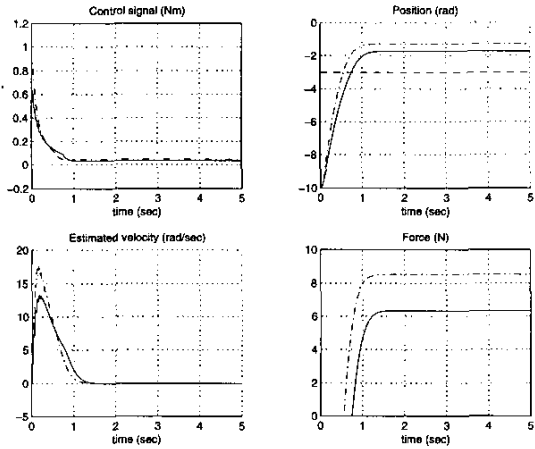 Control signal (Nm)
1.2
1
0.8
0.6
0.4
0.2
0
-0.2
0 1 2 3 4 5
time (sec)
Position (rad)
0
-2
-4
-6
-8
-10
0 1 2 3 4 5
time (sec)
Estimated velocity (rad/sec)
20
15
10
5
0
-5
0 1 2 3 4 5
time (sec)
Force (N)
10
8
6
4
2
0
0 1 2 3 4 5
time (sec)